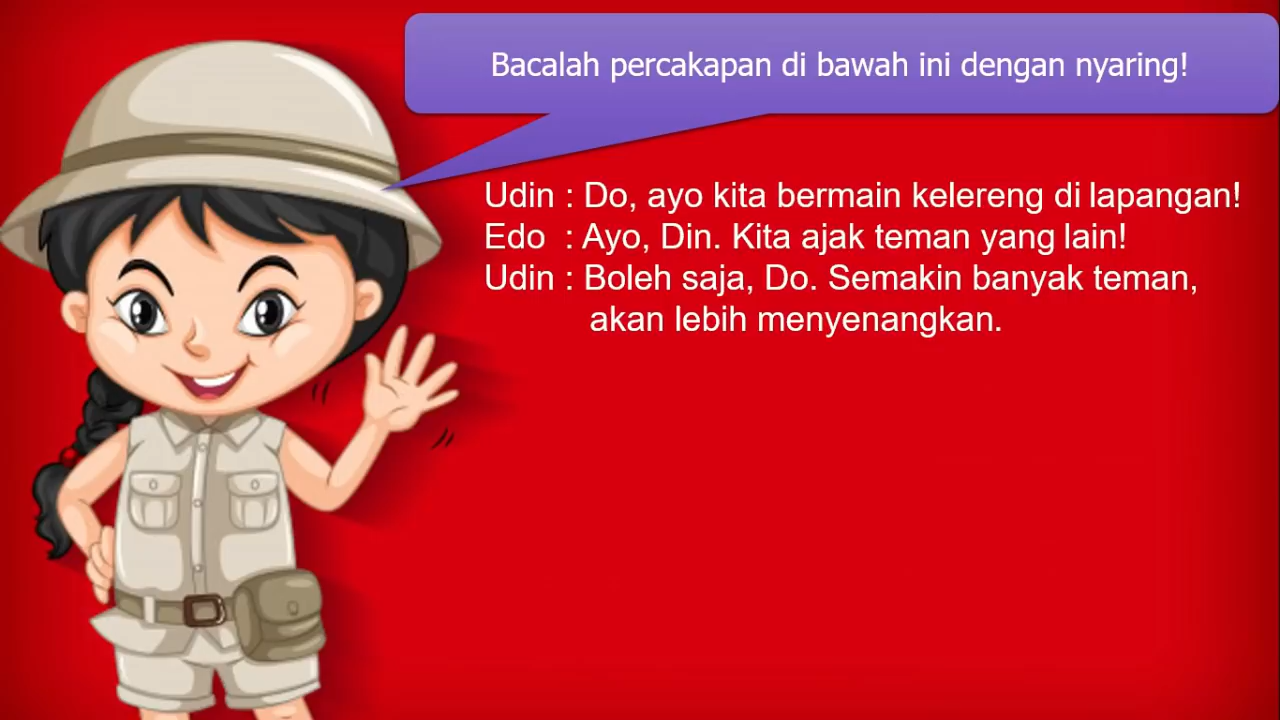 Bacalah percakapan di bawah ini dengan nyaring!
Udin : Do, ayo kita bermain kelereng di lapangan!
Edo : Ayo, Din. Kita ajak teman yang lain!
Udin : Boleh saja, Do. Semakin banyak teman,
akan lebih menyenangkan.